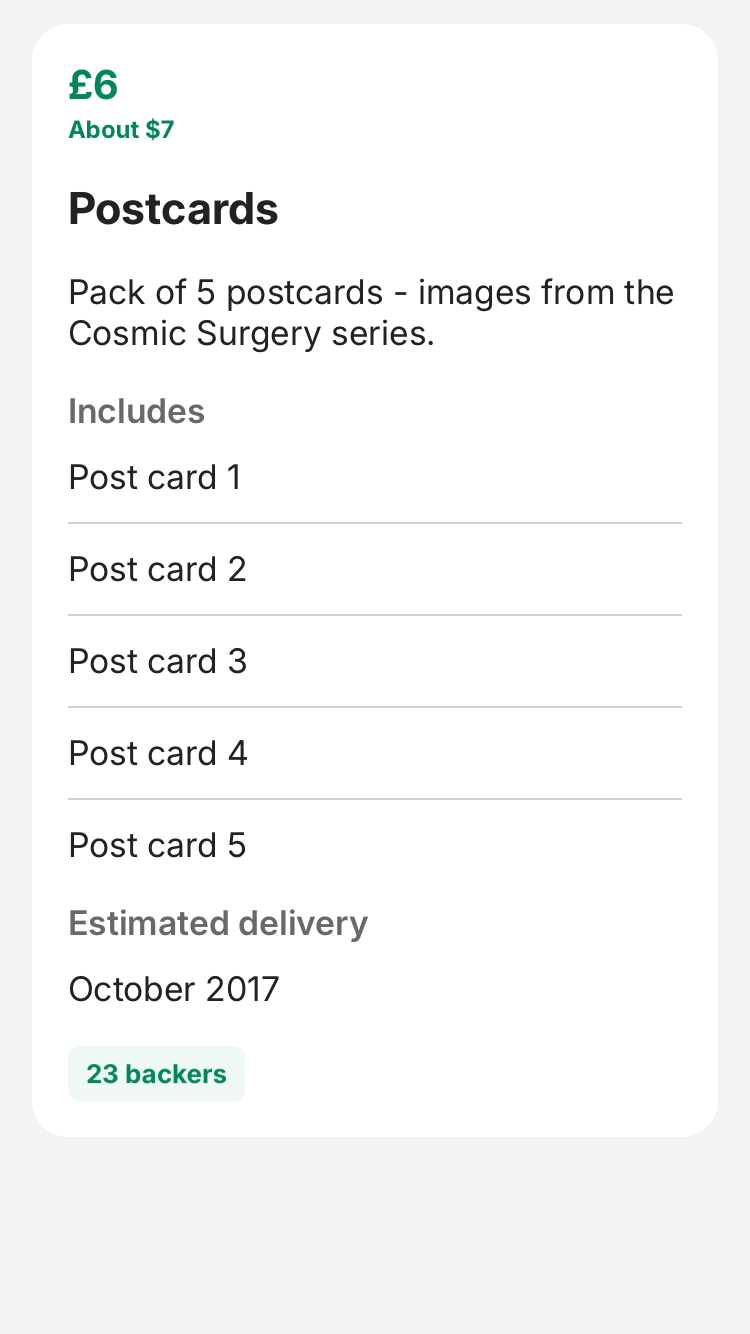 £6
About $7
Postcards
Pack of 5 postcards - images from the
Cosmic Surgery series.
Includes
Post card 1
Post card 2
Post card 3
Post card 4
Post card 5
Estimated delivery
October 2017
23 backers